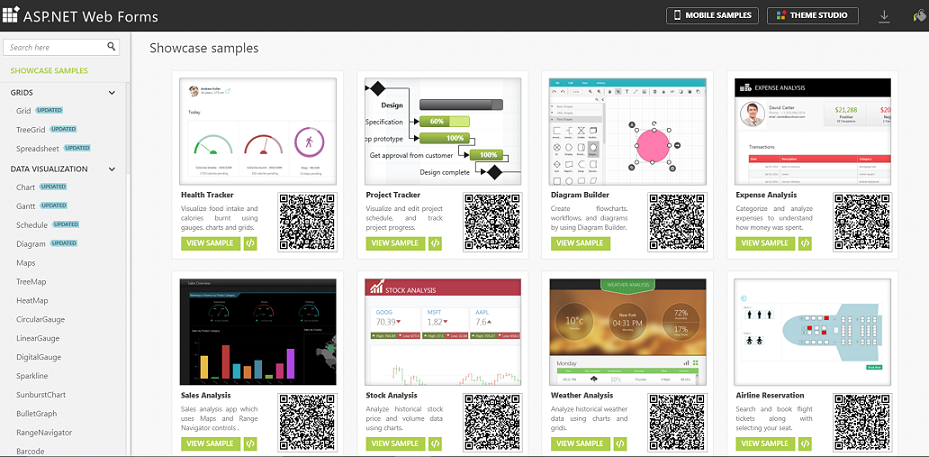 ASP.NET Web Forms
MOBILE SAMPLES
THEME STUDIO
Search here
SHOWCASE SAMPLES
GRIDS
Grid UPDATED
TreeGrid UPDATED
Spreadsheet UPDATED
DATA VISUALIZATION
Chart UPDATED
Gantt UPDATED
Schedule UPDATED
Diagram UPDATED
Maps
TreeMap
HeatMap
CircularGauge
LinearGauge
DigitalGauge
Sparkline
SunburstChart
BulletGraph
RangeNavigator
Barcode
Showcase samples
Today
Health Tracker
Visualize food intake and
calories burnt using
gauges, charts and grids.
VIEW SAMPLE
Design
Specification
60%
op prototype
100%
Get approval from customer
100%
Design complete
Project Tracker
Visualize and edit project
schedule, and track
project progress.
VIEW SAMPLE
Diagram Builder
Create flowcharts,
workflows, and diagrams
by using Diagram Builder.
VIEW SAMPLE
EXPENSE ANALYSIS
David Carter
$21,288
$20
Positive
Transactions
Expense Analysis
Categorize and analyze
expenses to understand
how money was spent.
VIEW SAMPLE
Sales Analysis
Sales analysis app which
uses Maps and Range
Navigator controls .
VIEW SAMPLE
STOCK ANALYSIS
GOOG
MSFT
AAPL
70.39
1.82
7.6
Stock Analysis
Analyze historical stock
price and volume data
using charts.
VIEW SAMPLE
WEATHER ANALYSIS
10°c
New York
04:31 PM
72%
17%
Monday
Weather Analysis
Analyze historical weather
data using charts and
grids.
VIEW SAMPLE
Airline Reservation
Search and book flight
tickets along with
selecting your seat.
VIEW SAMPLE